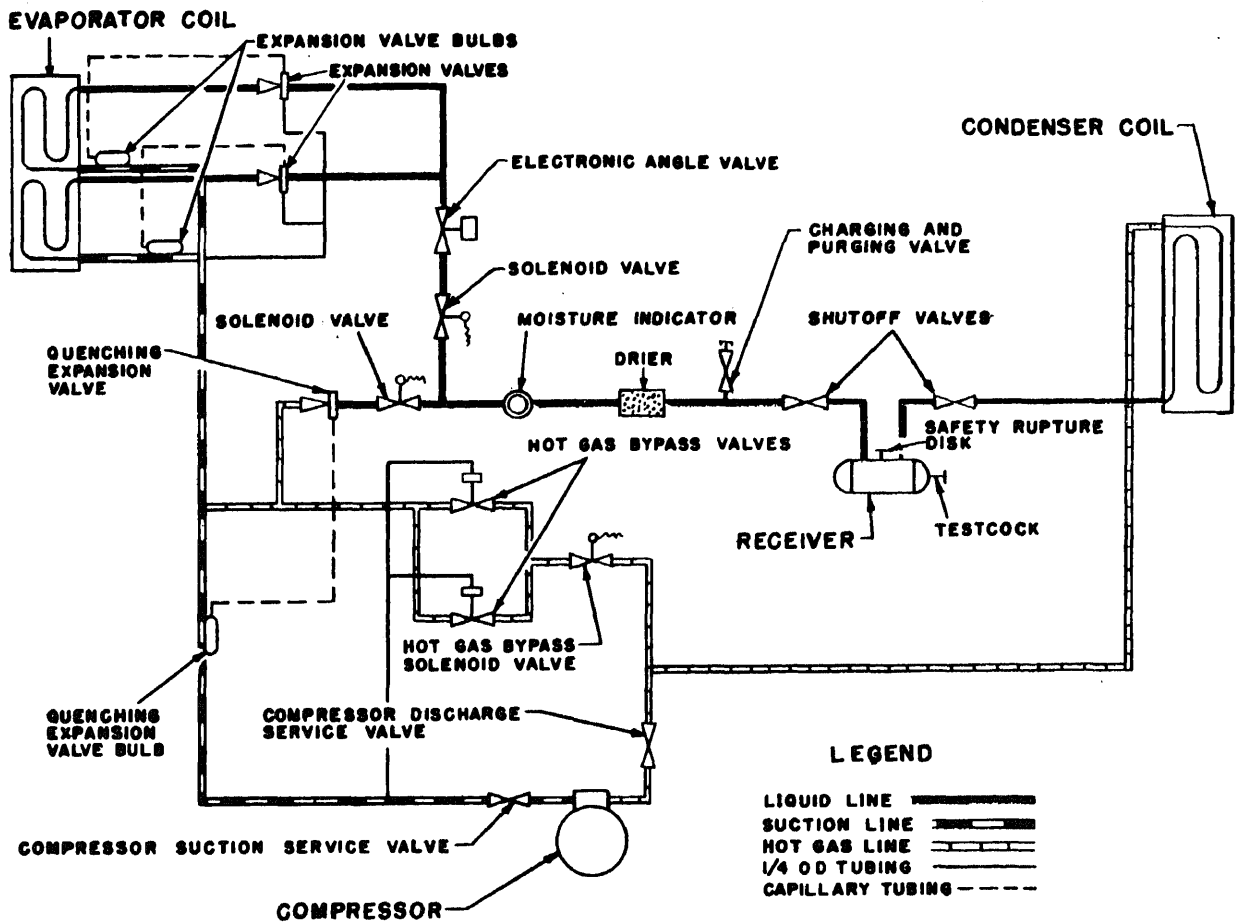 EVAPORATOR COIL
EXPANSION VALVE BULBS
EXPANSION VALVES
CONDENSER COIL
ELECTRONIC ANGLE VALVE
CHARGING AND
PURGING VALVE
SOLENOID VALVE
SOLENOID VALVE
MOISTURE INDICATOR
SHUTOFF VALVES
QUENCHING
EXPANSION
VALVE
DRIER
HOT GAS BYPASS VALVES
SAFETY RUPTURE
DISK
TESTCOCK
RECEIVER
HOT GAS BYPASS
SOLENOID VALVE
QUENCHING
EXPANSION
VALVE BULB
COMPRESSOR DISCHARGE
SERVICE VALVE
LEGEND
LIQUID LINE
SUCTION LINE
HOT GAS LINE
1/4 OD TUBING
CAPILLARY TUBING
COMPRESSOR SUCTION SERVICE VALVE
COMPRESSOR